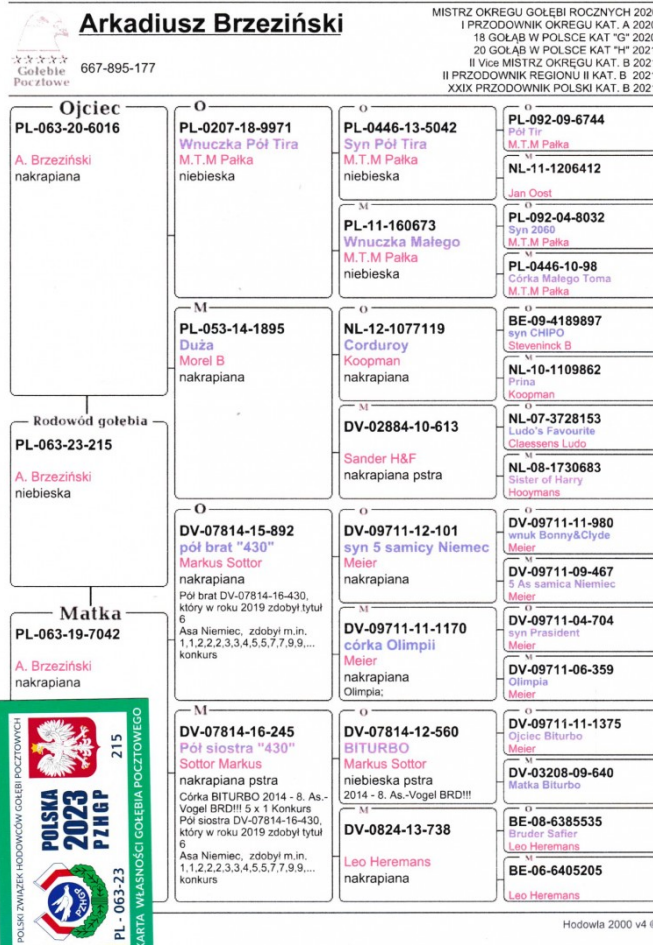 Arkadiusz Brzeziński
Gołębie
Pocztowe
667-895-177
MISTRZ OKRĘGU GOŁĘBI ROCZNYCH 2020
I PRZODOWNIK OKRĘGU KAT. A 2020
18 GOŁĄB W POLSCE KAT "G" 2020
20 GOŁĄB W POLSCE KAT "H" 2021
II Vice MISTRZ OKRĘGU KAT. B 2021
II PRZODOWNIK REGIONU II KAT. B 2021
XXIX PRZODOWNIK POLSKI KAT. B 2021
Ojciec
PL-063-20-6016
A. Brzeziński
nakrapiana
Rodowód gołębia
PL-063-23-215
A. Brzeziński
niebieska
Matka
PL-063-19-7042
A. Brzeziński
nakrapiana
O
PL-0207-18-9971
Wnuczka Pół Tira
M.T.M Pałka
niebieska
M
PL-053-14-1895
Duża
Morel B
nakrapiana
O
DV-07814-15-892
pół brat "430"
Markus Sottor
nakrapiana
Pół brat DV-07814-16-430,
który w roku 2019 zdobył tytuł
6
Asa Niemiec, zdobył m.in.
1,1,2,2,2,3,3,4,5,5,7,7,9,9,...
konkurs
M
DV-07814-16-245
Pół siostra "430"
Sottor Markus
nakrapiana pstra
Córka BITURBO 2014 - 8. As.-
Vogel BRD!!! 5 x 1 Konkurs
Pół siostra DV-07814-16-430,
który w roku 2019 zdobył tytuł
6
Asa Niemiec, zdobył m.in.
1,1,2,2,2,3,3,4,5,5,7,7,9,9,...
konkurs
O
PL-0446-13-5042
Syn Pół Tira
M.T.M Pałka
niebieska
M
PL-11-160673
Wnuczka Małego
M.T.M Pałka
niebieska
O
NL-12-1077119
Corduroy
Koopman
nakrapiana
M
DV-02884-10-613
Sander H&F
nakrapiana pstra
O
DV-09711-12-101
syn 5 samicy Niemec
Meier
nakrapiana
M
DV-09711-11-1170
córka Olimpii
Meier
nakrapiana
Olimpia;
O
DV-07814-12-560
BITURBO
Markus Sottor
niebieska pstra
2014 - 8. As.-Vogel BRD!!!
M
DV-0824-13-738
Leo Heremans
nakrapiana
O
PL-092-09-6744
Pół Tir
M.T.M Pałka
M
NL-11-1206412
Jan Oost
O
PL-092-04-8032
Syn 2060
M.T.M Pałka
M
PL-0446-10-98
Córka Małego Toma
M.T.M Pałka
O
BE-09-4189897
syn CHIPO
Steveninck B
M
NL-10-1109862
Prina
Koopman
O
NL-07-3728153
Ludo's Favourite
Claessens Ludo
M
NL-08-1730683
Sister of Harry
Hooymans
O
DV-09711-11-980
wnuk Bonny&Clyde
Meier
M
DV-09711-09-467
5 As samica Niemiec
Meier
O
DV-09711-04-704
syn Prasident
Meier
M
DV-09711-06-359
Olimpia
Meier
O
DV-09711-11-1375
Ojciec Biturbo
Meier
M
DV-03208-09-640
Matka Biturbo
O
BE-08-6385535
Bruder Safier
Leo Heremans
M
BE-06-6405205
Leo Heremans
POLSKI ZWIĄZEK HODOWCÓW GOŁĘBI POCZTOWYCH
POLSKA
2023
PZHGP
PZHGP
PL - 063-23
215
KARTA WŁASNOŚCI GOŁĘBIA POCZTOWEGO
Hodowla 2000 v4 ©